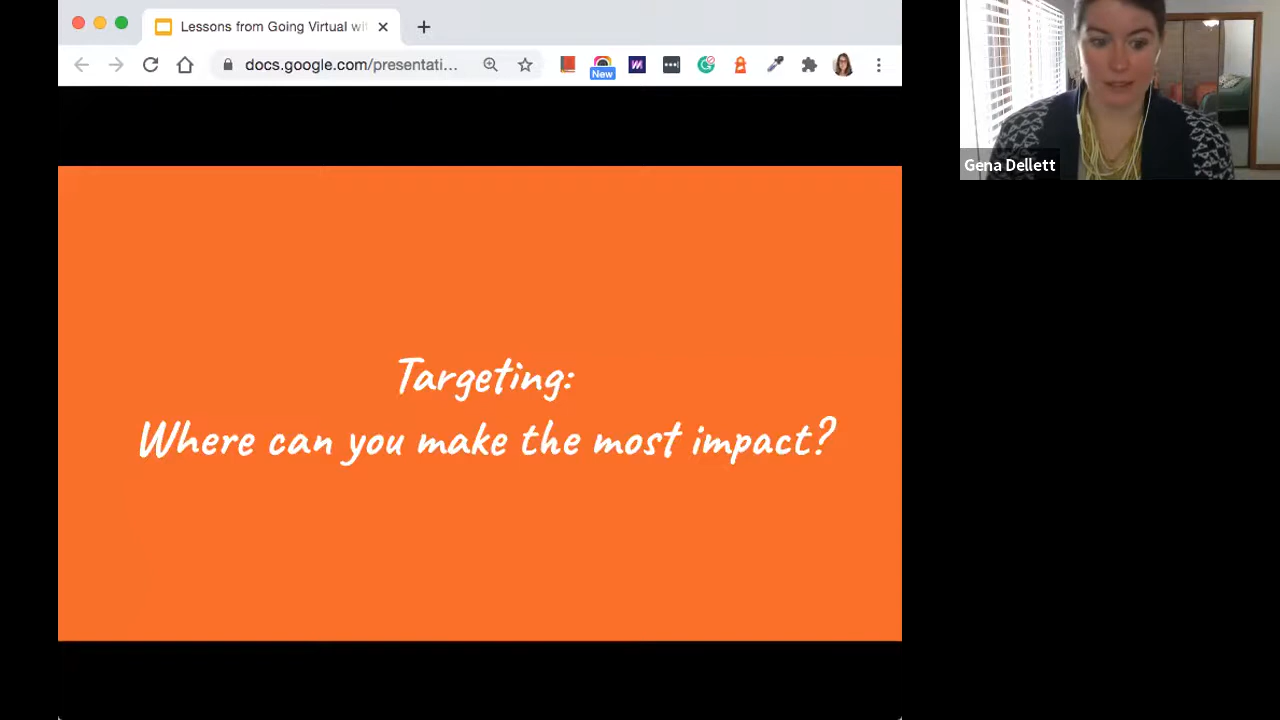 Lessons from Going Virtual wit
docs.google.com/presentati...
New
Gena Dellett
Targeting:
Where can you make the most impact?